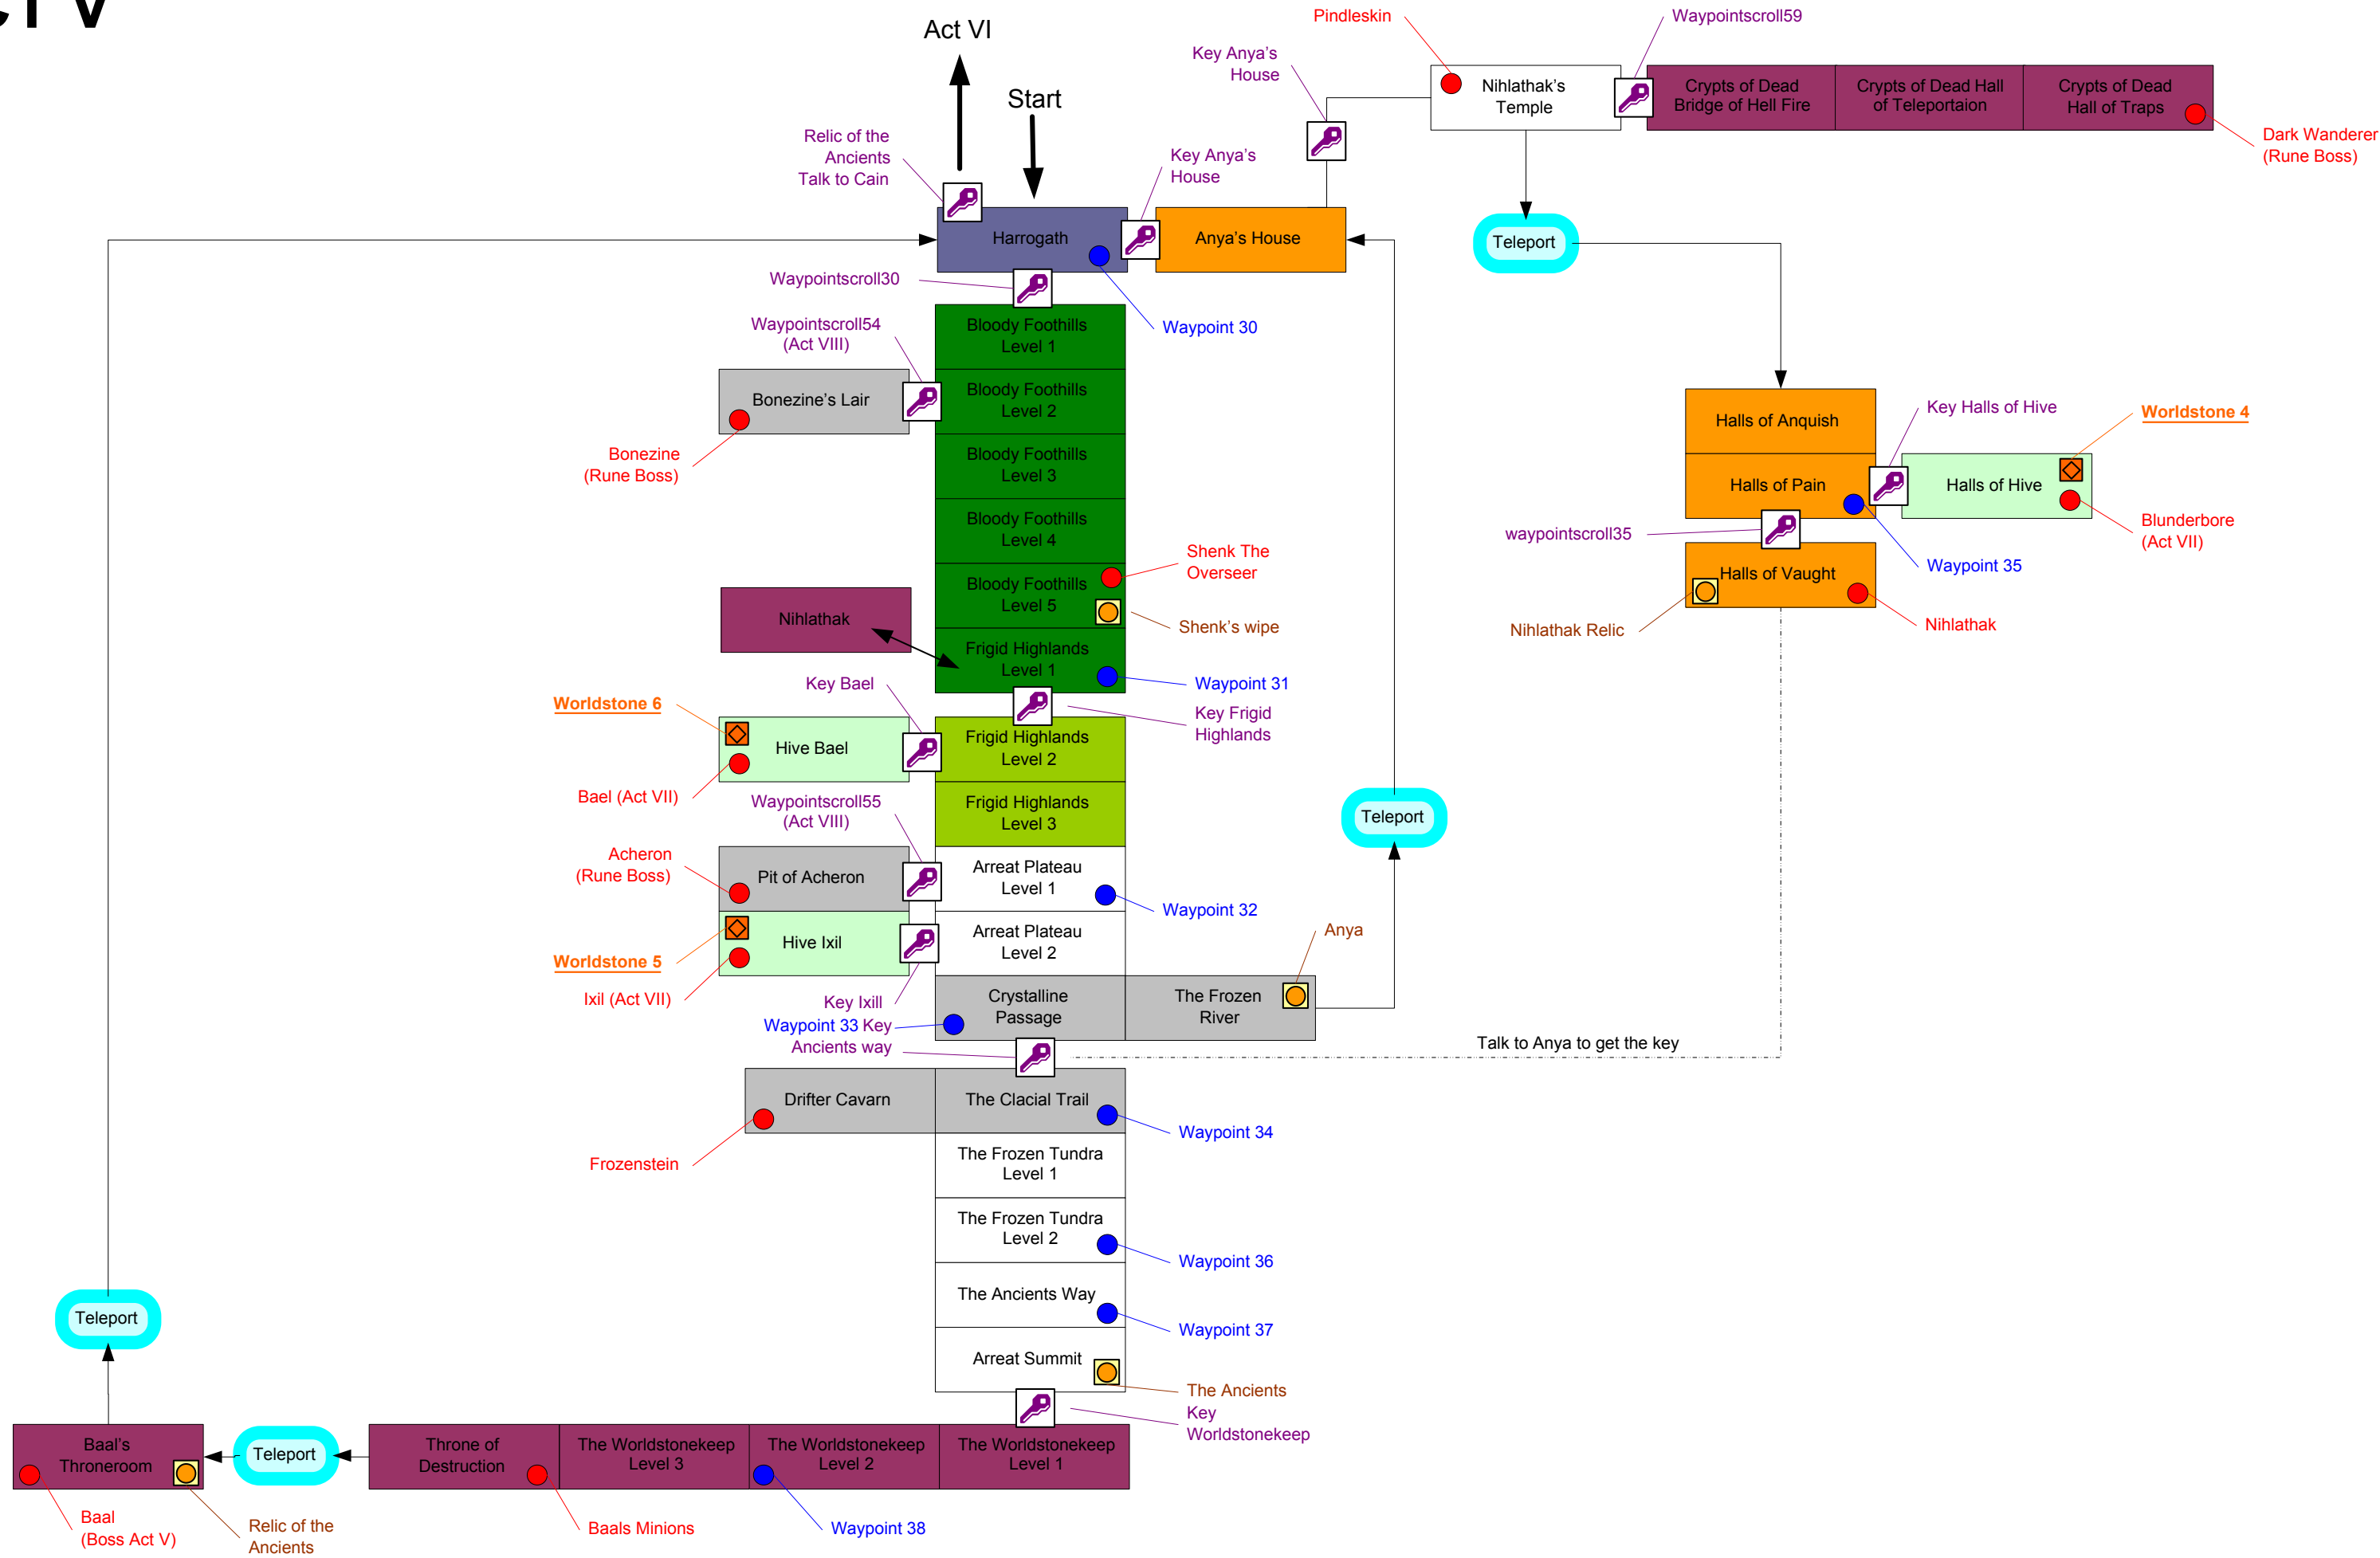 Act VI
Start
Pindleskin
Waypointscroll59
Key Anya's
House
Nihlathak's
Temple
Crypts of Dead
Bridge of Hell Fire
Crypts of Dead Hall
of Teleportaion
Crypts of Dead
Hall of Traps
Dark Wanderer
(Rune Boss)
Relic of the
Ancients
Talk to Cain
Key Anya's
House
Harrogath
Anya's House
Teleport
Waypointscroll30
Waypoint 30
Bloody Foothills
Level 1
Waypointscroll54
(Act VIII)
Bonezine's Lair
Bloody Foothills
Level 2
Bonezine
(Rune Boss)
Bloody Foothills
Level 3
Bloody Foothills
Level 4
Shenk The
Overseer
Bloody Foothills
Level 5
Shenk's wipe
Nihlathak
Frigid Highlands
Level 1
Waypoint 31
Key Frigid
Highlands
Halls of Anquish
Key Halls of Hive
Worldstone 4
Halls of Pain
Halls of Hive
Blunderbore
(Act VII)
waypointscroll35
Waypoint 35
Halls of Vaught
Nihlathak Relic
Nihlathak
Key Bael
Worldstone 6
Hive Bael
Frigid Highlands
Level 2
Bael (Act VII)
Waypointscroll55
(Act VIII)
Frigid Highlands
Level 3
Teleport
Acheron
(Rune Boss)
Pit of Acheron
Arreat Plateau
Level 1
Waypoint 32
Hive Ixil
Arreat Plateau
Level 2
Anya
Worldstone 5
Ixil (Act VII)
Key Ixill
Crystalline
Passage
The Frozen
River
Waypoint 33 Key
Ancients way
Talk to Anya to get the key
Drifter Cavarn
The Clacial Trail
Waypoint 34
Frozenstein
The Frozen Tundra
Level 1
The Frozen Tundra
Level 2
Waypoint 36
The Ancients Way
Waypoint 37
Teleport
Arreat Summit
The Ancients
Key
Worldstonekeep
Baal's
Throneroom
Teleport
Throne of
Destruction
The Worldstonekeep
Level 3
The Worldstonekeep
Level 2
The Worldstonekeep
Level 1
Baal
(Boss Act V)
Relic of the
Ancients
Baals Minions
Waypoint 38